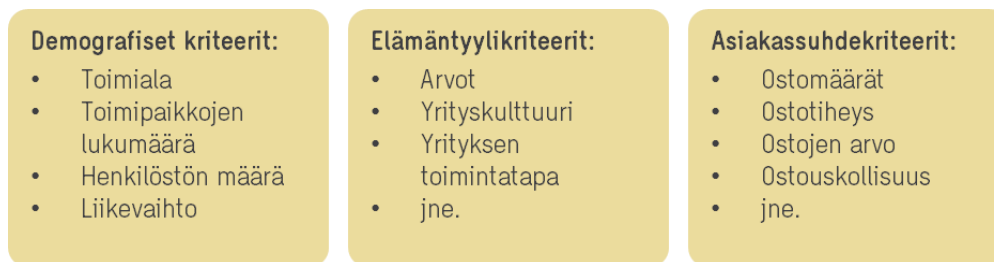 Demografiset kriteerit:
• Toimiala
• Toimipaikkojen
lukumäärä
• Henkilöstön määrä
• Liikevaihto
Elämäntyylikriteerit:
• Arvot
• Yrityskulttuuri
• Yrityksen
toimintatapa
• jne.
Asiakassuhdekriteerit:
• Ostomäärät
• Ostotiheys
• Ostojen arvo
• Ostouskollisuus
• jne.